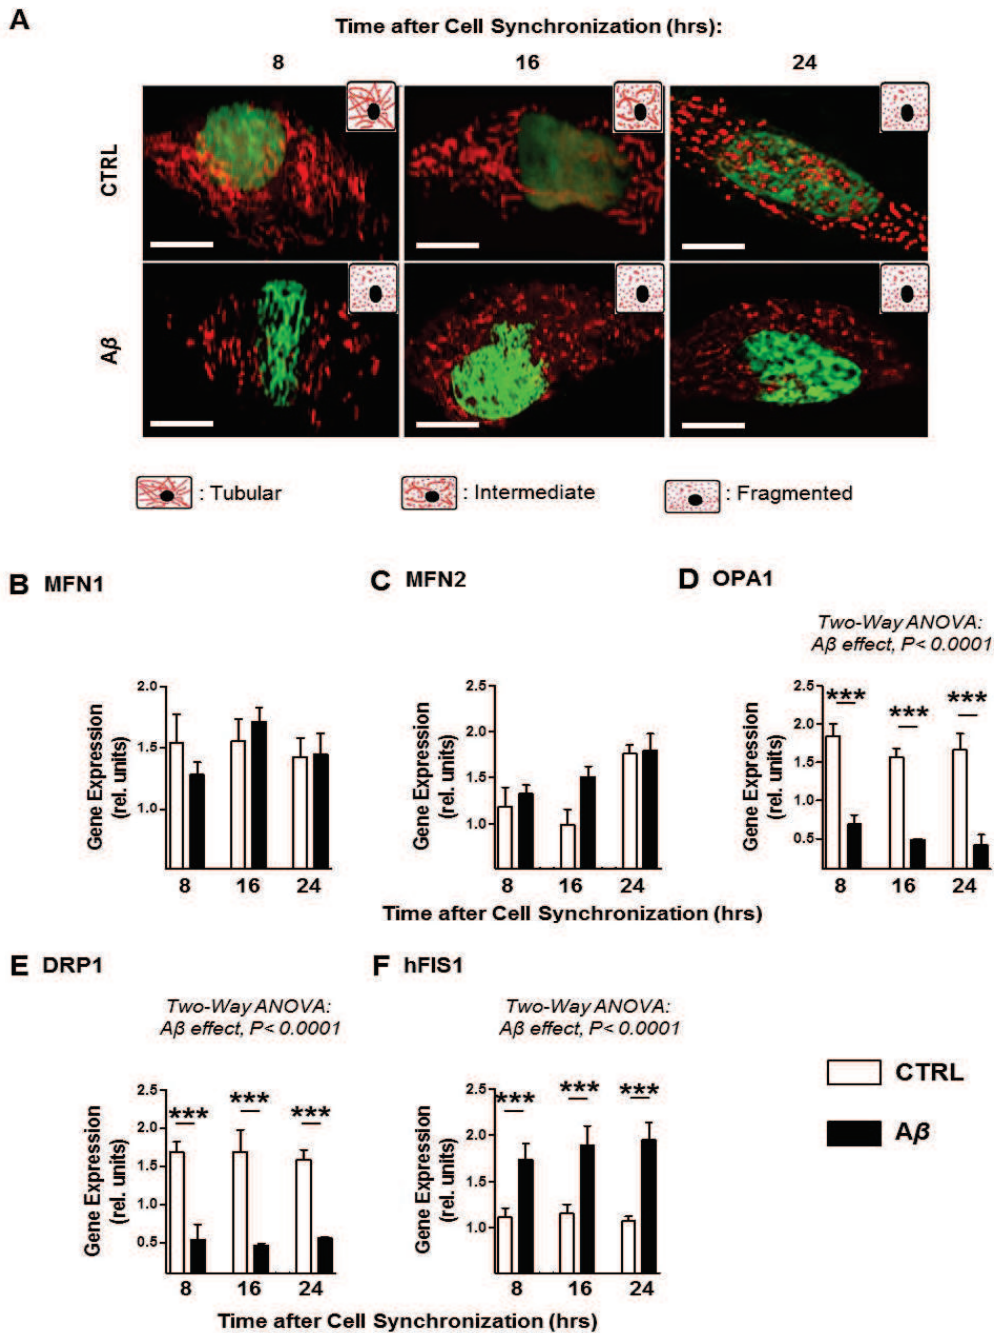 A
Time after Cell Synchronization (hrs):
8 16 24
CTRL
Aβ
: Tubular : Intermediate : Fragmented
B MFN1
C MFN2
D OPA1
Two-Way ANOVA:
Aβ effect, P< 0.0001
Gene Expression
(rel. units)
2.0
1.5
1.0
8 16 24
Gene Expression
(rel. units)
2.5
2.0
1.5
1.0
8 16 24
Gene Expression
(rel. units)
2.5
2.0
1.5
1.0
0.5
*** *** ***
8 16 24
Time after Cell Synchronization (hrs)
E DRP1
Two-Way ANOVA:
Aβ effect, P< 0.0001
Gene Expression
(rel. units)
2.5
2.0
1.5
1.0
0.5
*** *** ***
8 16 24
F hFIS1
Two-Way ANOVA:
Aβ effect, P< 0.0001
Gene Expression
(rel. units)
2.5
2.0
1.5
1.0
*** *** ***
8 16 24
Time after Cell Synchronization (hrs)
CTRL
Aβ